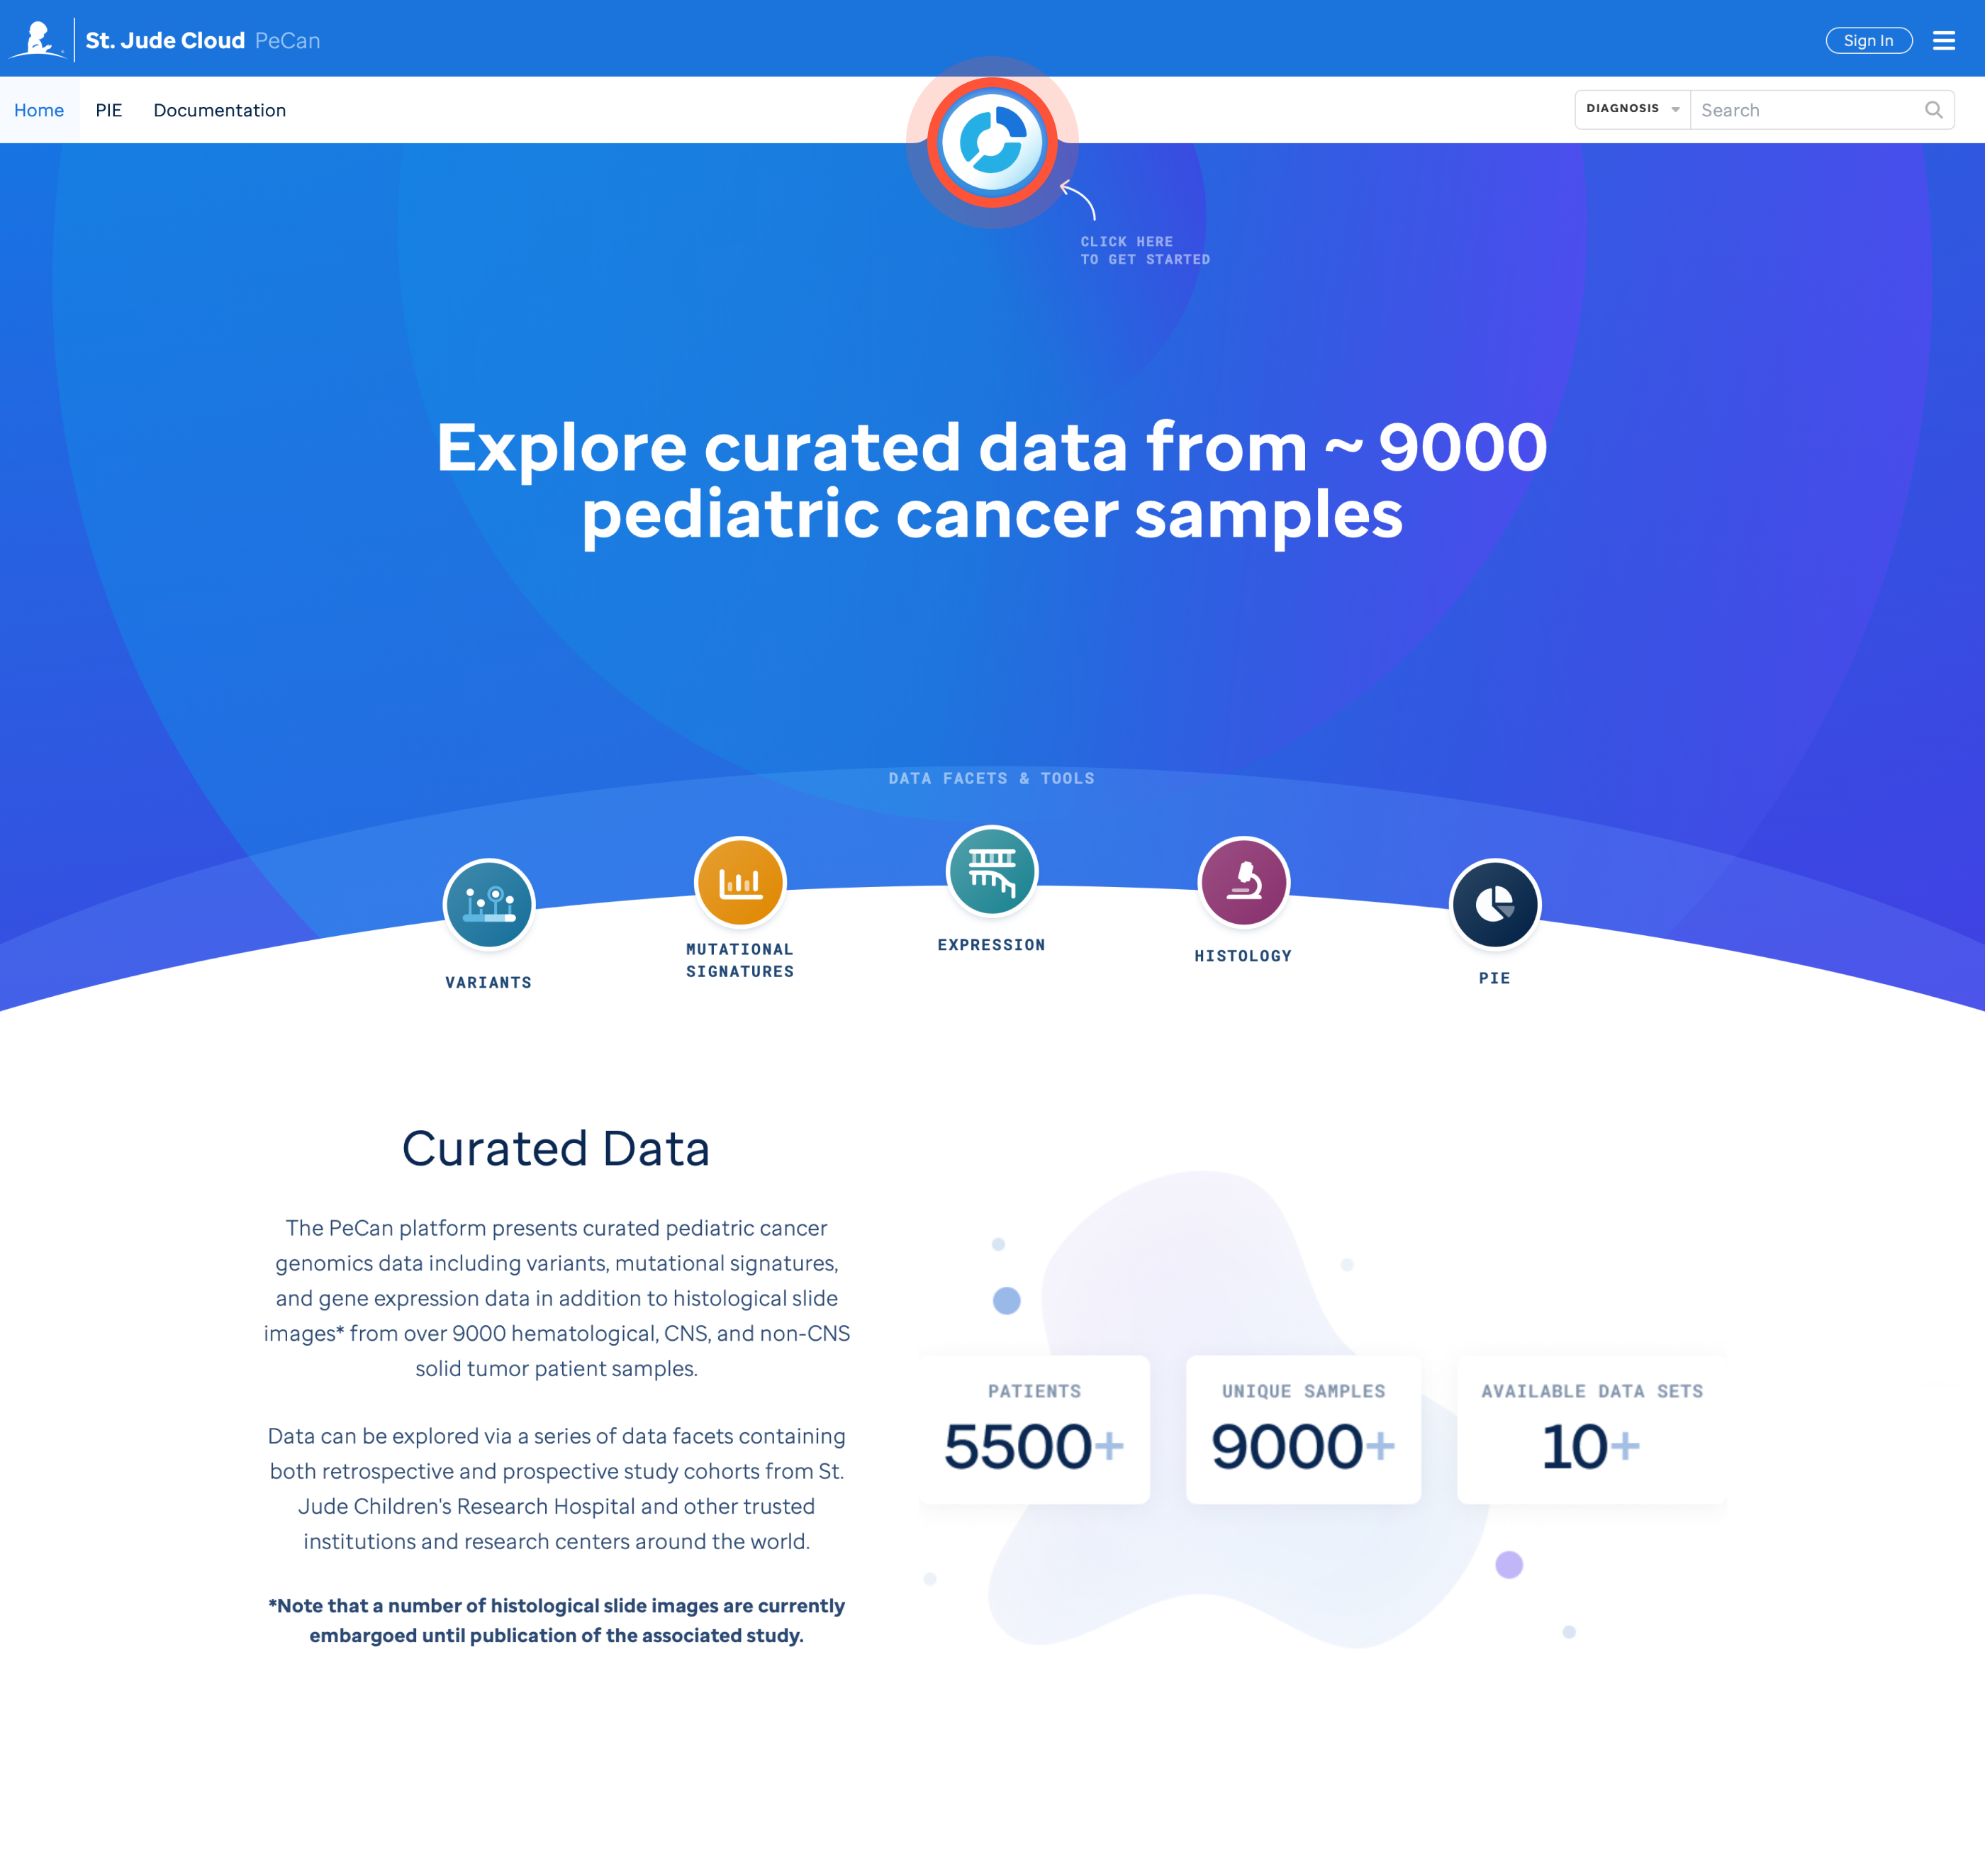 St. Jude Cloud PeCan
Sign In
Home
PIE
Documentation
DIAGNOSIS
Search
CLICK HERE
TO GET STARTED
Explore curated data from ~ 9000
pediatric cancer samples
DATA FACETS & TOOLS
VARIANTS
MUTATIONAL
SIGNATURES
EXPRESSION
HISTOLOGY
PIE
Curated Data
The PeCan platform presents curated pediatric cancer
genomics data including variants, mutational signatures,
and gene expression data in addition to histological slide
images* from over 9000 hematological, CNS, and non-CNS
solid tumor patient samples.
Data can be explored via a series of data facets containing
both retrospective and prospective study cohorts from St.
Jude Children's Research Hospital and other trusted
institutions and research centers around the world.
*Note that a number of histological slide images are currently
embargoed until publication of the associated study.
PATIENTS
5500+
UNIQUE SAMPLES
9000+
AVAILABLE DATA SETS
10+